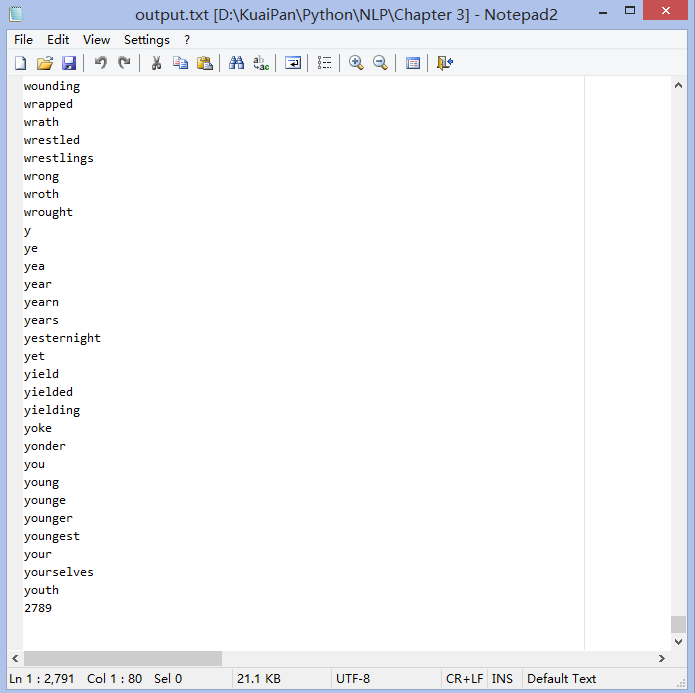 output.txt [D:\KuaiPan\Python\NLP\Chapter 3] - Notepad2
File Edit View Settings ?
wounding
wrapped
wrath
wrestled
wrestlings
wrong
wroth
wrought
y
ye
yea
year
yearn
years
yesternight
yet
yield
yielded
yielding
yoke
yonder
you
young
younge
younger
youngest
your
yourselves
youth
2789
Ln 1 : 2,791 Col 1 : 80 Sel 0 21.1 KB UTF-8 CR+LF INS Default Text